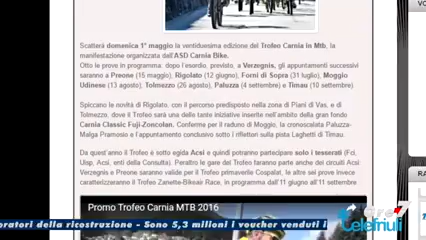 VO
Scatterà domenica 1° maggio la ventiduesima edizione del Trofeo Carnia in Mtb, la
manifestazione organizzata dall'ASD Carnia Bike.
Otto le prove in programma: dopo l'esordio, previsto, a Verzegnis, gli appuntamenti successivi
saranno a Preone (15 maggio), Rigolato (12 giugno), Forni di Sopra (31 luglio), Moggio
Udinese (13 agosto), Tolmezzo (26 agosto), Paluzza (4 settembre) e Timau (10 settembre)
Spiccano le novità di Rigolato, con il percorso predisposto nella zona di Piani di Vas, e di
Tolmezzo, dove il Trofeo sarà una delle tante iniziative inserite nell'ambito della gran fondo
Carnia Classic Fuji-Zoncolan. Conferme per il raduno di Moggio, la cronoscalata Paluzza-
Malga Pramosio e l'appuntamento conclusivo sotto i riflettori sulla pista Laghetti di Timau.
Da quest'anno il Trofeo è sotto egida Acsi e quindi potranno partecipare solo i tesserati (Fci,
Uisp, Acsi, enti della Consulta). Peraltro le gare del Trofeo faranno parte anche dei circuiti Acsi
Verzegnis e Preone saranno valide per il Trofeo primaverile Cospalat, le altre sei prove invece
caratterizzeranno il Trofeo Zanette-Bikeair Race, in programma dall'11 giugno all'11 settembre
RA
Promo Trofeo Carnia MTB 2016
oratori della ricostruzione - Sono 5,3 milioni i voucher venduti i
Telefriuli